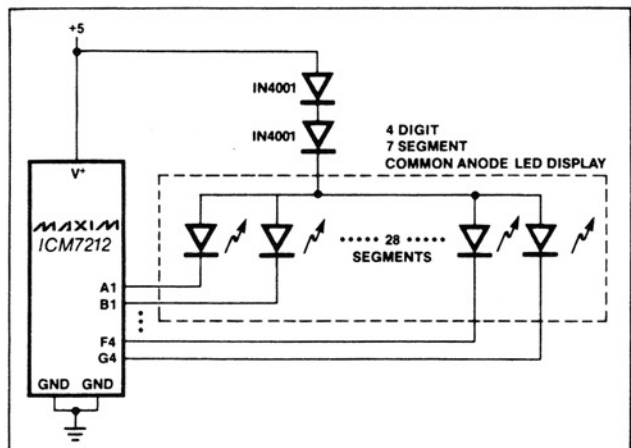 +5
IN4001
IN4001
4 DIGIT
7 SEGMENT
COMMON ANODE LED DISPLAY
V+
MAXIM
ICM7212
••••• 28 •••••
SEGMENTS
A1
B1
F4
G4
GND GND